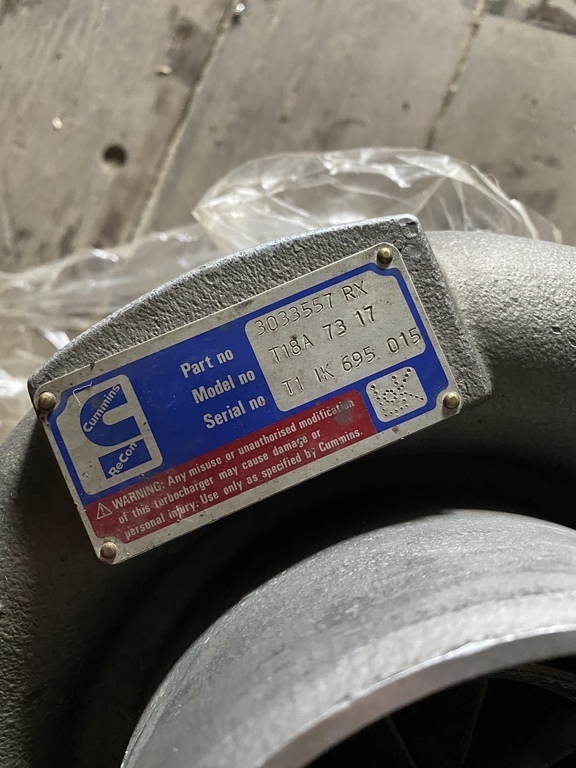 Cummins
ReCon
Part no 3033557 RX
Model no T18A 73 17
Serial no T1 IK 695 015
OK
WARNING: Any misuse or unauthorised modification
of this turbocharger may cause damage or
personal injury. Use only as specified by Cummins.